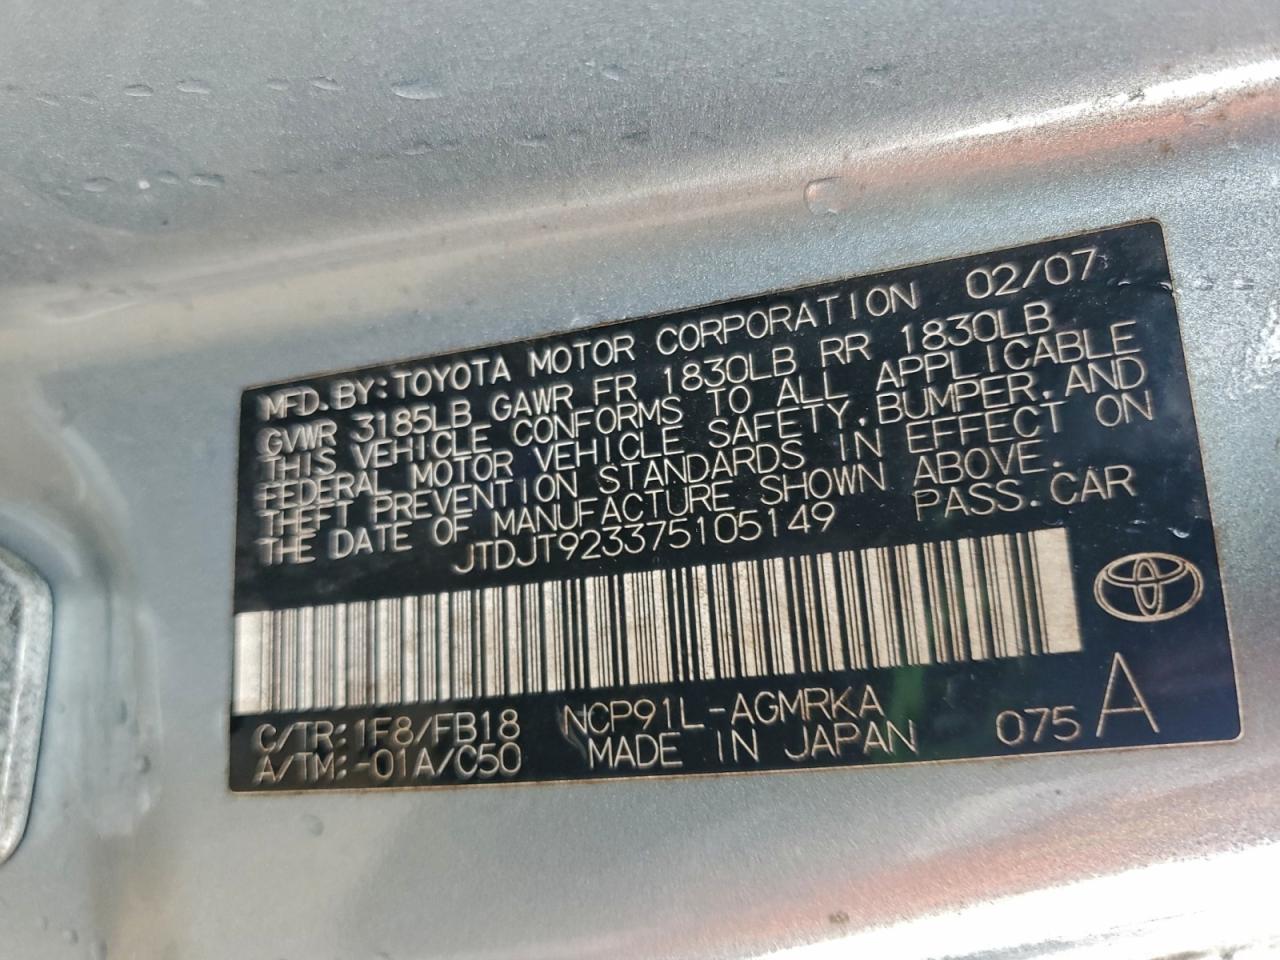 MFD.BY:TOYOTA MOTOR CORPORATION 02/07
GVWR 3185LB GAWR FR 1830LB RR 1830LB
THIS VEHICLE CONFORMS TO ALL APPLICABLE
FEDERAL MOTOR VEHICLE SAFETY,BUMPER,AND
THEFT PREVENTION STANDARDS IN EFFECT ON
THE DATE OF MANUFACTURE SHOWN ABOVE.
JTDJT923375105149 PASS.CAR
C/TR:1F8/FB18 NCP91L-AGMRKA
A/TM:-01A/C50 MADE IN JAPAN 075 A